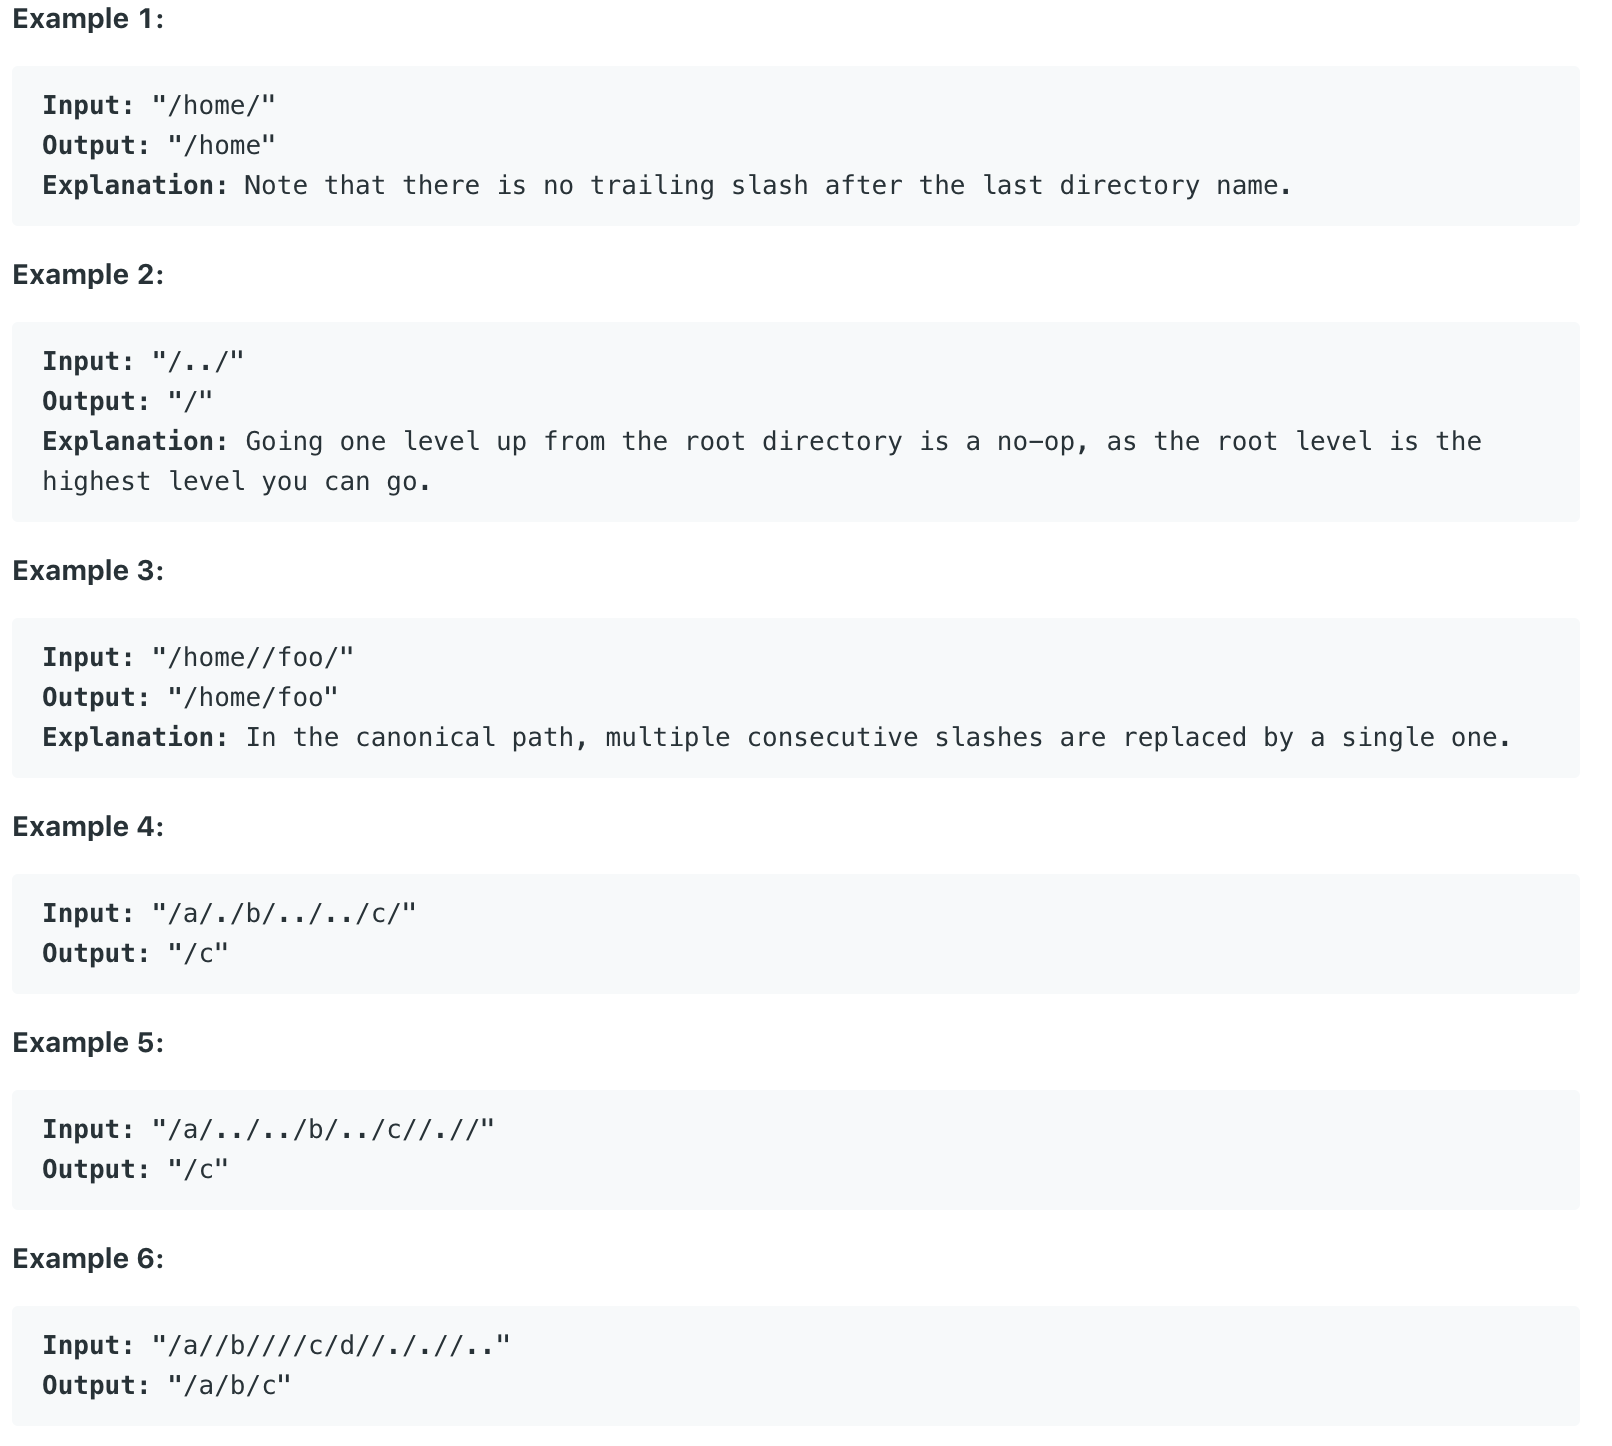 Example 1:
Input: "/home/"
Output: "/home"
Explanation: Note that there is no trailing slash after the last directory name.
Example 2:
Input: "/../"
Output: "/"
Explanation: Going one level up from the root directory is a no-op, as the root level is the
highest level you can go.
Example 3:
Input: "/home//foo/"
Output: "/home/foo"
Explanation: In the canonical path, multiple consecutive slashes are replaced by a single one.
Example 4:
Input: "/a/./b/../../c/"
Output: "/c"
Example 5:
Input: "/a/../../b/../c//.//"
Output: "/c"
Example 6:
Input: "/a//b////c/d//././/.."
Output: "/a/b/c"